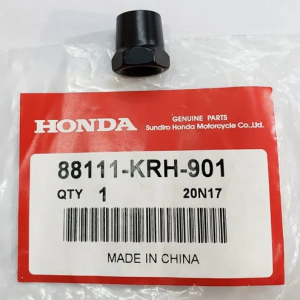 HONDA
GENUINE PARTS
Sundiro Honda Motorcycle Co.,Ltd.
88111-KRH-901
QTY 1 20N17
MADE IN CHINA